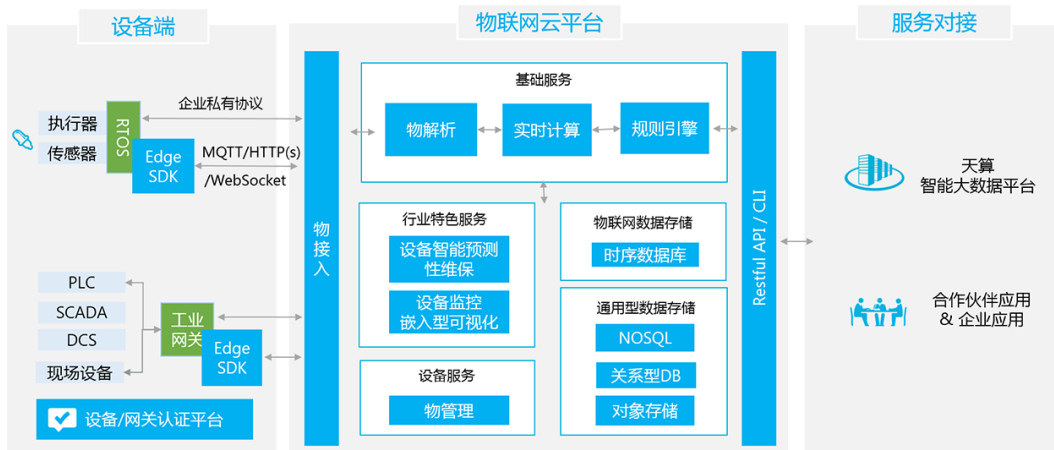 设备端
物联网云平台
服务对接
执行器
传感器
RTOS
Edge
SDK
企业私有协议
MQTT/HTTP(s)
/WebSocket
PLC
SCADA
DCS
现场设备
工业
网关
Edge
SDK
设备/网关认证平台
物接入
基础服务
物解析
实时计算
规则引擎
行业特色服务
设备智能预测
性维保
设备监控
嵌入型可视化
设备服务
物管理
物联网数据存储
时序数据库
通用型数据存储
NOSQL
关系型DB
对象存储
Restful API / CLI
天算
智能大数据平台
合作伙伴应用
& 企业应用